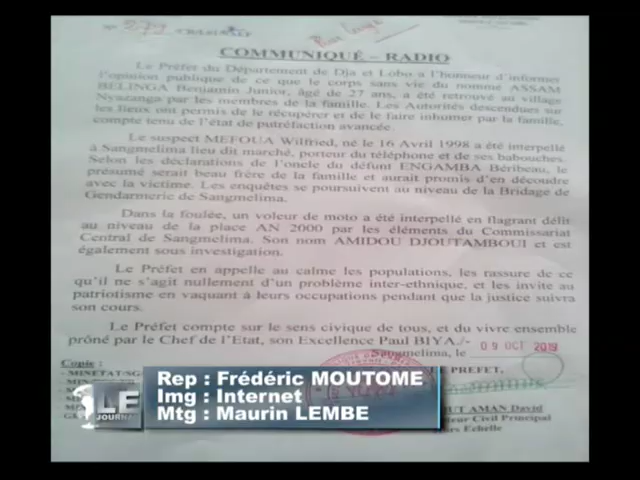 N° 279
COMMUNIQUÉ – RADIO
Le Préfet du Département de Dja et Lobo a l'honneur d'informer
l'opinion publique de ce que le corps sans vie du nommé ASSAM
BELINGA Benjamin Junior, âgé de 27 ans, a été retrouvé au village
Nyazanga par les membres de la famille. Les Autorités descendues sur
les lieux ont permis de le récupérer et de le faire inhumer par la famille,
compte tenu de l'état de putréfaction avancée.
Le suspect MEFOUA Wilfried, né le 16 Avril 1998 a été interpellé
à Sangmelima lieu dit marché, porteur du téléphone et de ses babouches.
Selon les déclarations de l'oncle du défunt ENGAMBA Béribeau, le
présumé serait beau frère de la famille et aurait promis d'en découdre
avec la victime. Les enquêtes se poursuivent au niveau de la Bridage de
Gendarmerie de Sangmelima.
Dans la foulée, un voleur de moto a été interpellé en flagrant délit
au niveau de la place AN 2000 par les éléments du Commissariat
Central de Sangmelima. Son nom AMIDOU DJOUTAMBOUI et est
également sous investigation.
Le Préfet en appelle au calme les populations, les rassure de ce
qu'il ne s'agit nullement d'un problème inter-ethnique, et les invite au
patriotisme en vaquant à leurs occupations pendant que la justice suivra
son cours.
Le Préfet compte sur le sens civique de tous, et du vivre ensemble
prôné par le Chef de l'Etat, son Excellence Paul BIYA./-
Sangmelima, le 09 OCT 2019
Copie :
PREFET,
- MINETAT/SG
AMAN David
Civil Principal
Echelle
LE
JOURNAL
Rep : Frédéric MOUTOME
Img : Internet
Mtg : Maurin LEMBE